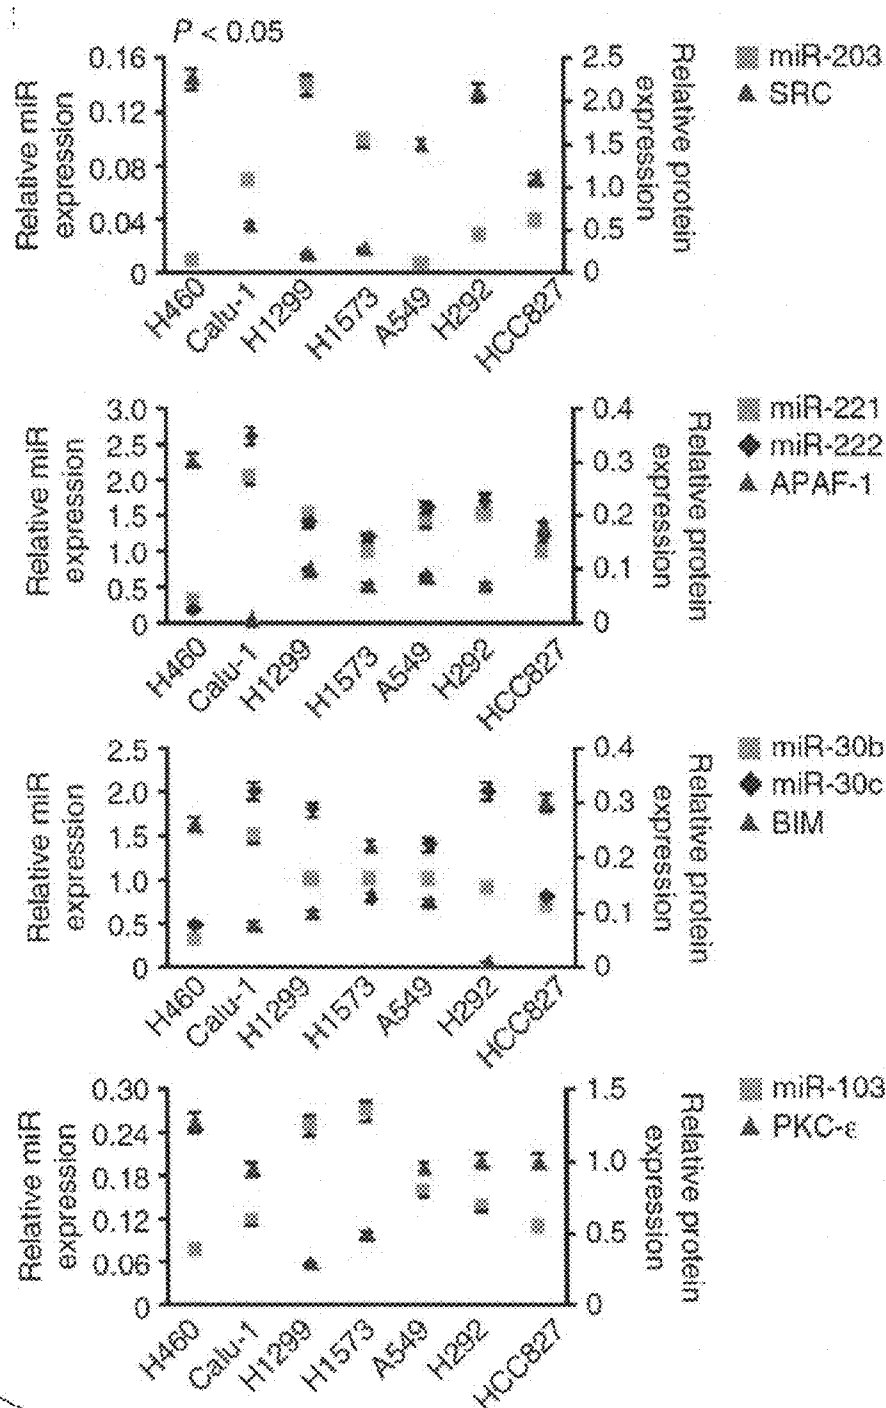 P < 0.05
Relative miR
expression
0.16
0.12
0.08
0.04
0
2.5
2.0
1.5
1.0
0.5
0
Relative protein
expression
miR-203
SRC
H460
Calu-1
H1299
H1573
A549
H292
HCC827
Relative miR
expression
3.0
2.5
2.0
1.5
1.0
0.5
0
0.4
0.3
0.2
0.1
0
Relative protein
expression
miR-221
miR-222
APAF-1
H460
Calu-1
H1299
H1573
A549
H292
HCC827
Relative miR
expression
2.5
2.0
1.5
1.0
0.5
0
0.4
0.3
0.2
0.1
0
Relative protein
expression
miR-30b
miR-30c
BIM
H460
Calu-1
H1299
H1573
A549
H292
HCC827
Relative miR
expression
0.30
0.24
0.18
0.12
0.06
0
1.5
1.0
0.5
0
Relative protein
expression
miR-103
PKC-ε
H460
Calu-1
H1299
H1573
A549
H292
HCC827